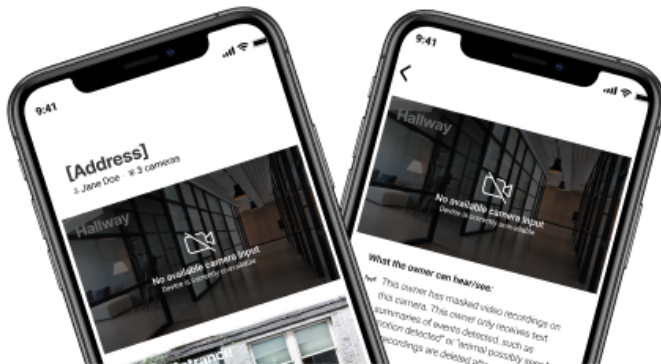 9:41
[Address]
Jane Doe · 3 cameras
Hallway
No available camera input
Device is currently unavailable
Entrance
9:41
Hallway
No available camera input
Device is currently unavailable
What the owner can hear/see:
This owner has masked video recordings on
this camera. This owner only receives text
summaries of events detected, such as
"motion detected" or "animal possibly seen
recordings are deleted after